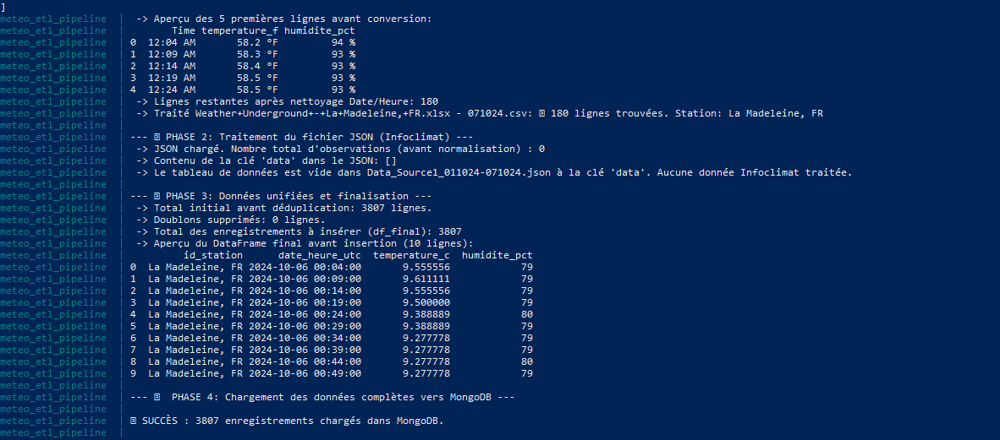 ]
meteo_etl_pipeline | -> Aperçu des 5 premières lignes avant conversion:
meteo_etl_pipeline | Time temperature_f humidite_pct
meteo_etl_pipeline | 0 12:04 AM 58.2 °F 94 %
meteo_etl_pipeline | 1 12:09 AM 58.3 °F 93 %
meteo_etl_pipeline | 2 12:14 AM 58.4 °F 93 %
meteo_etl_pipeline | 3 12:19 AM 58.5 °F 93 %
meteo_etl_pipeline | 4 12:24 AM 58.5 °F 93 %
meteo_etl_pipeline | -> Lignes restantes après nettoyage Date/Heure: 180
meteo_etl_pipeline | -> Traité Weather+Underground+-+La+Madeleine,+FR.xlsx - 071024.csv: 180 lignes trouvées. Station: La Madeleine, FR
meteo_etl_pipeline |
meteo_etl_pipeline | --- PHASE 2: Traitement du fichier JSON (Infoclimat) ---
meteo_etl_pipeline | -> JSON chargé. Nombre total d'observations (avant normalisation) : 0
meteo_etl_pipeline | -> Contenu de la clé 'data' dans le JSON: []
meteo_etl_pipeline | -> Le tableau de données est vide dans Data_Source1_011024-071024.json à la clé 'data'. Aucune donnée Infoclimat traitée.
meteo_etl_pipeline |
meteo_etl_pipeline | --- PHASE 3: Données unifiées et finalisation ---
meteo_etl_pipeline | -> Total initial avant déduplication: 3807 lignes.
meteo_etl_pipeline | -> Doublons supprimés: 0 lignes.
meteo_etl_pipeline | -> Total des enregistrements à insérer (df_final): 3807
meteo_etl_pipeline | -> Aperçu du DataFrame final avant insertion (10 lignes):
meteo_etl_pipeline | id_station date_heure_utc temperature_c humidite_pct
meteo_etl_pipeline | 0 La Madeleine, FR 2024-10-06 00:04:00 9.555556 79
meteo_etl_pipeline | 1 La Madeleine, FR 2024-10-06 00:09:00 9.611111 79
meteo_etl_pipeline | 2 La Madeleine, FR 2024-10-06 00:14:00 9.555556 79
meteo_etl_pipeline | 3 La Madeleine, FR 2024-10-06 00:19:00 9.500000 79
meteo_etl_pipeline | 4 La Madeleine, FR 2024-10-06 00:24:00 9.388889 80
meteo_etl_pipeline | 5 La Madeleine, FR 2024-10-06 00:29:00 9.388889 79
meteo_etl_pipeline | 6 La Madeleine, FR 2024-10-06 00:34:00 9.277778 79
meteo_etl_pipeline | 7 La Madeleine, FR 2024-10-06 00:39:00 9.277778 79
meteo_etl_pipeline | 8 La Madeleine, FR 2024-10-06 00:44:00 9.277778 80
meteo_etl_pipeline | 9 La Madeleine, FR 2024-10-06 00:49:00 9.277778 79
meteo_etl_pipeline |
meteo_etl_pipeline | --- PHASE 4: Chargement des données complètes vers MongoDB ---
meteo_etl_pipeline |
meteo_etl_pipeline | SUCCÈS : 3807 enregistrements chargés dans MongoDB.
meteo_etl_pipeline |